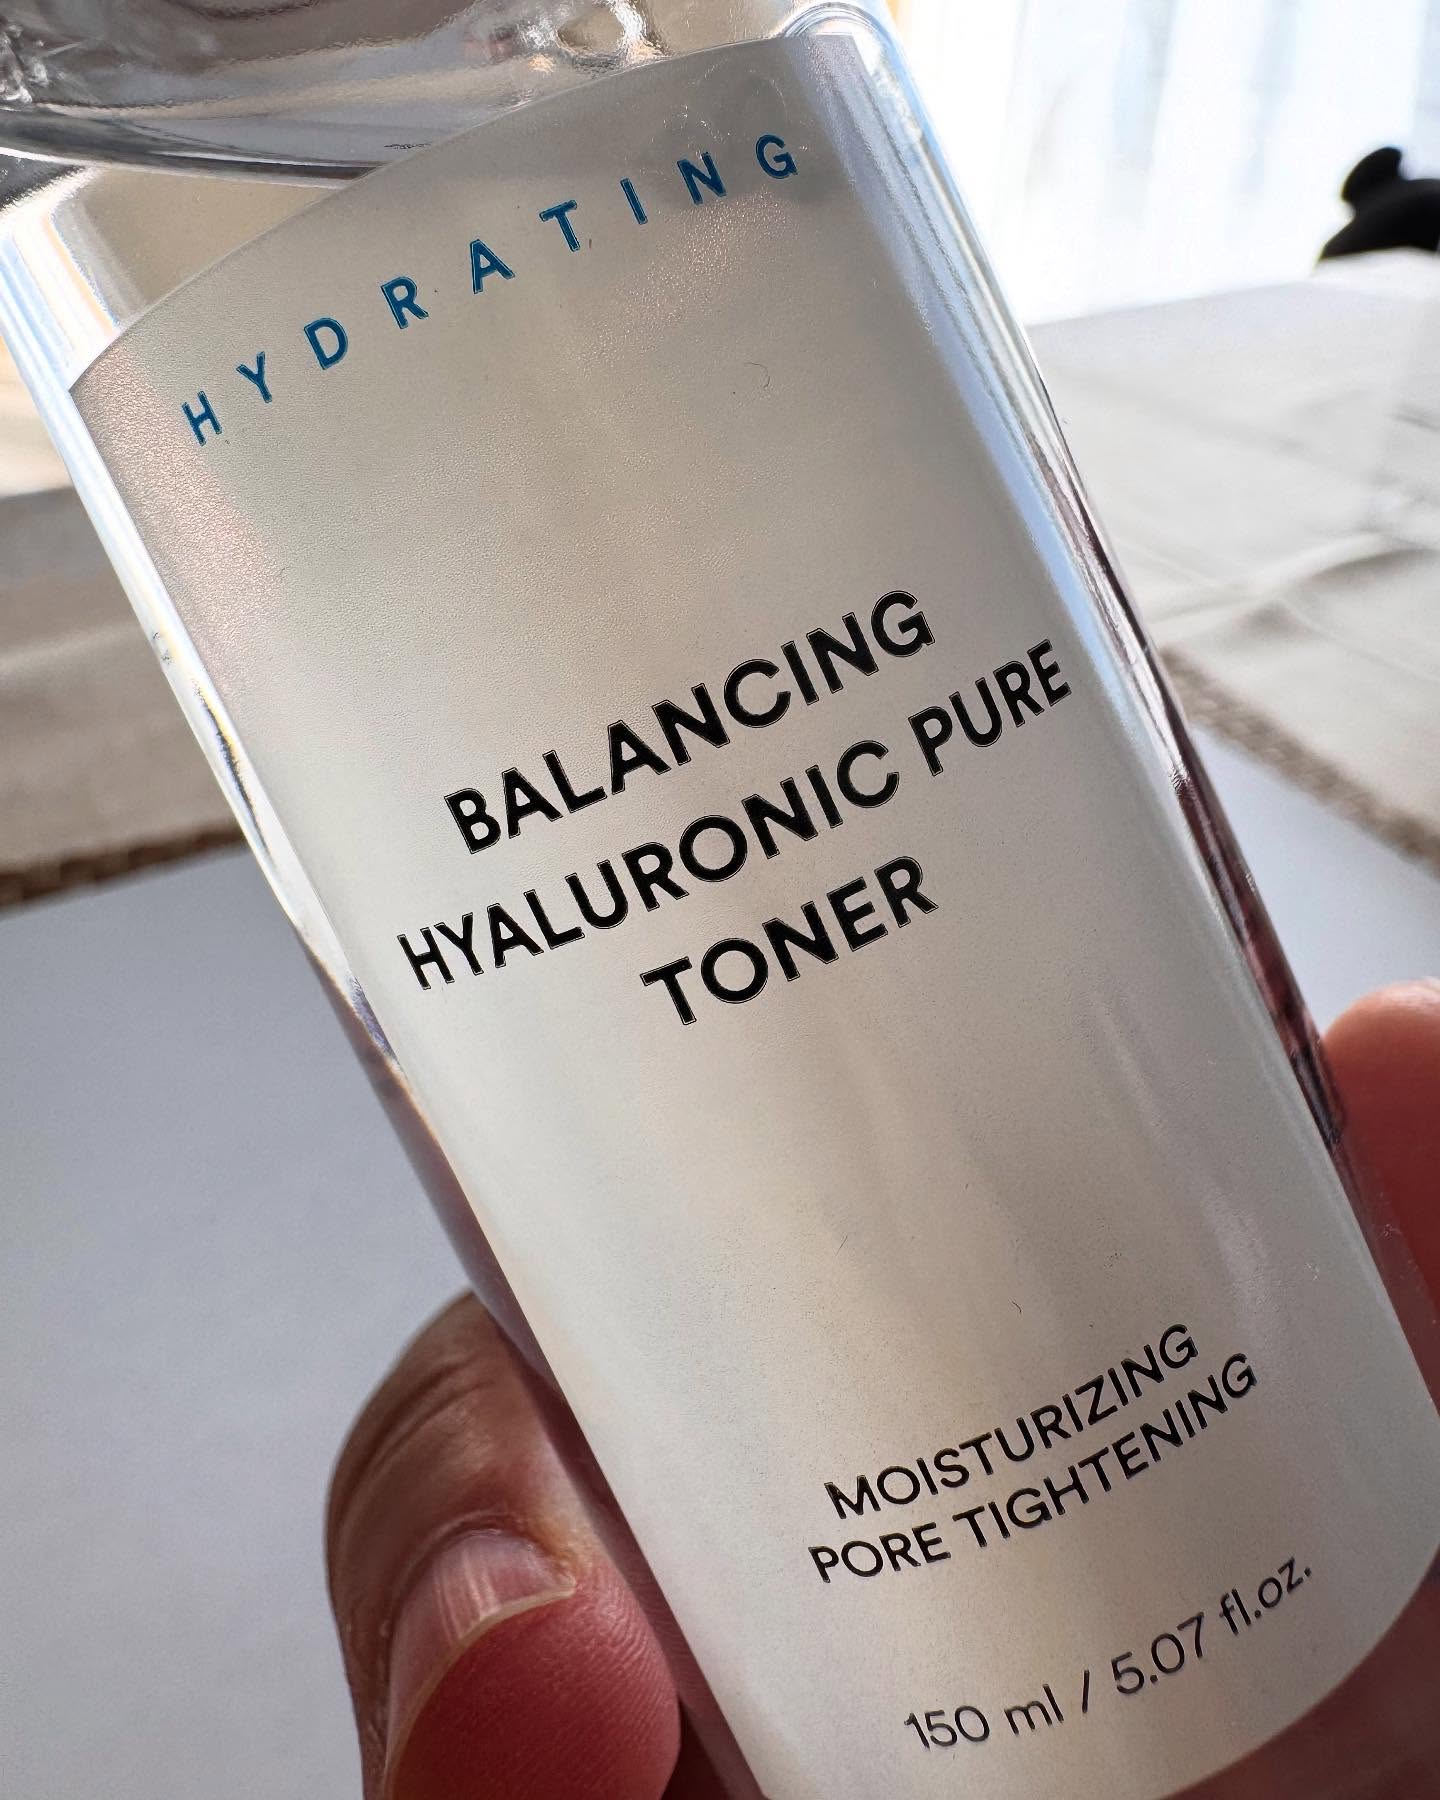 HYDRATING
BALANCING
HYALURONIC PURE
TONER
MOISTURIZING
PORE TIGHTENING
150 ml / 5.07 fl.oz.